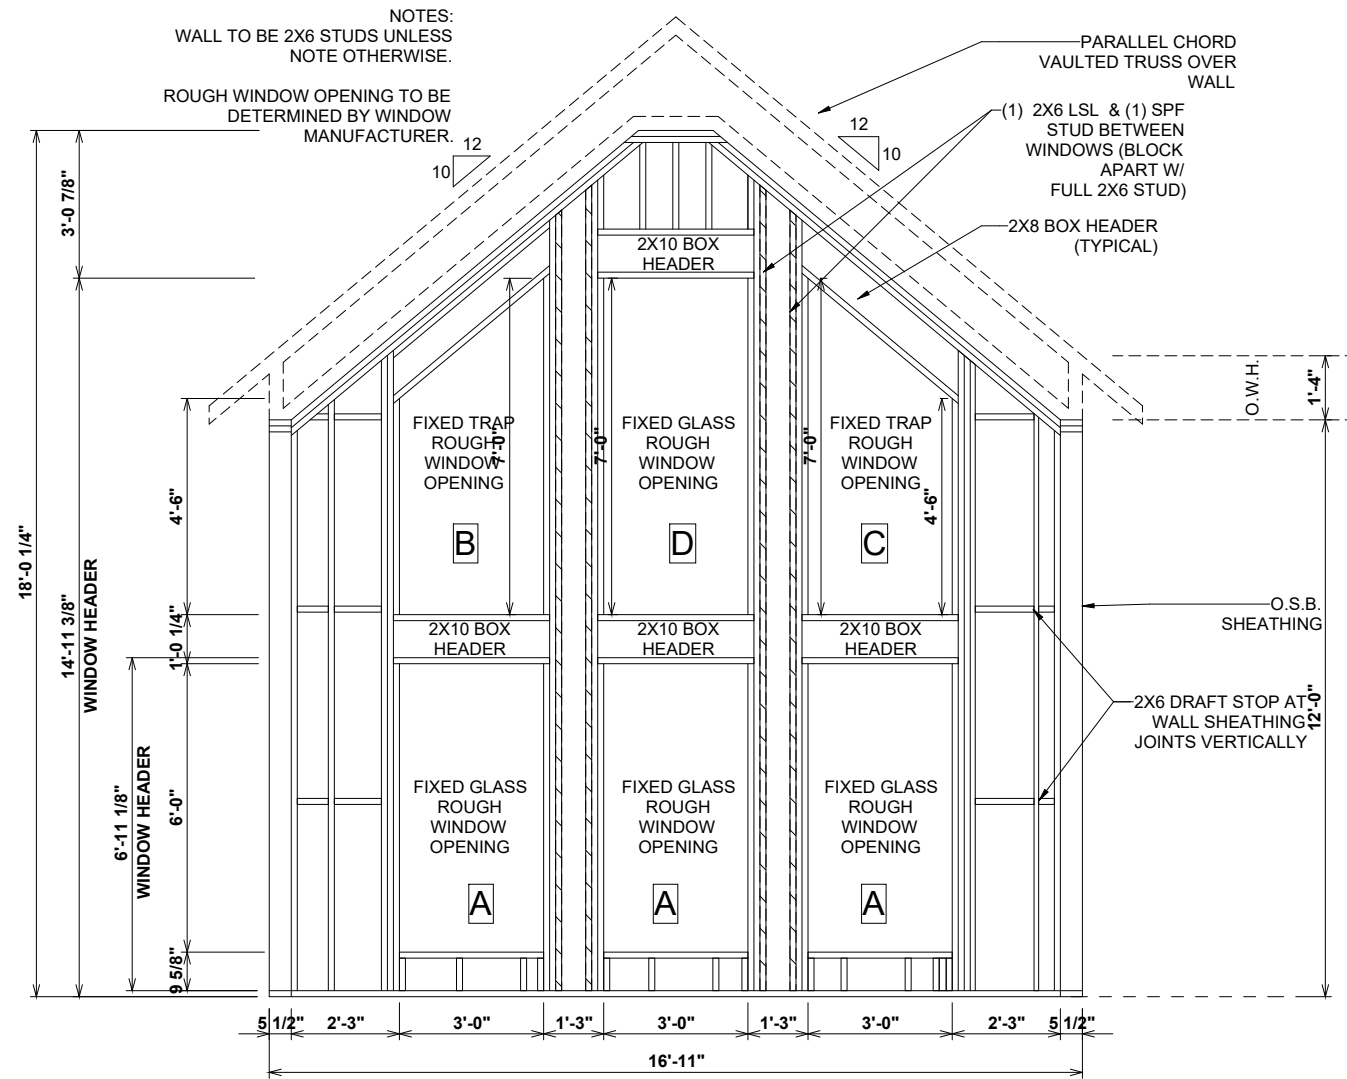 NOTES:
WALL TO BE 2X6 STUDS UNLESS
NOTE OTHERWISE.
ROUGH WINDOW OPENING TO BE
DETERMINED BY WINDOW
MANUFACTURER.
12
10
12
10
PARALLEL CHORD
VAULTED TRUSS OVER
WALL
(1) 2X6 LSL & (1) SPF
STUD BETWEEN
WINDOWS (BLOCK
APART W/
FULL 2X6 STUD)
2X8 BOX HEADER
(TYPICAL)
2X10 BOX
HEADER
18'-0 1/4"
3'-0 7/8"
14'-11 3/8"
WINDOW HEADER
6'-11 1/8"
WINDOW HEADER
4'-6"
1'-0 1/4"
6'-0"
9 5/8"
FIXED TRAP
ROUGH
WINDOW
OPENING
7'-0"
B
FIXED GLASS
ROUGH
WINDOW
OPENING
7'-0"
D
FIXED TRAP
ROUGH
WINDOW
OPENING
7'-0"
4'-6"
C
O.W.H.
1'-4"
12'-0"
2X10 BOX
HEADER
2X10 BOX
HEADER
2X10 BOX
HEADER
O.S.B.
SHEATHING
2X6 DRAFT STOP AT
WALL SHEATHING
JOINTS VERTICALLY
FIXED GLASS
ROUGH
WINDOW
OPENING
A
FIXED GLASS
ROUGH
WINDOW
OPENING
A
FIXED GLASS
ROUGH
WINDOW
OPENING
A
5 1/2"
2'-3"
3'-0"
1'-3"
3'-0"
1'-3"
3'-0"
2'-3"
5 1/2"
16'-11"